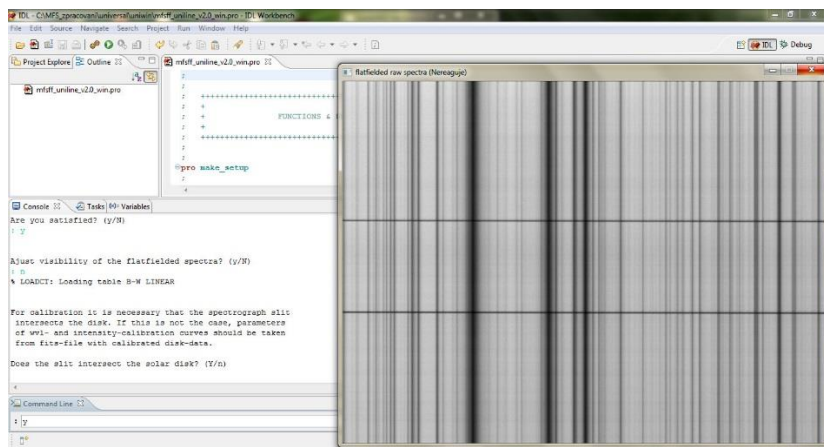 IDL - C:\MFS_zpracovani\universal\uniwin\mfsff_uniline_v2.0_win.pro - IDL Workbench
File Edit Source Navigate Search Project Run Window Help
IDL Debug
Project Explore Outline
mfsff_uniline_v2.0_win.pro
mfsff_uniline_v2.0_win.pro
;
;
; ++++++++++++++++++++++++++++
; +
; + FUNCTIONS &
; +
; ++++++++++++++++++++++++++++
;
;
pro make_setup
;
flatfielded raw spectra (Nereaguje)
Console Tasks Variables
Are you satisfied? (y/N)
: y
Ajust visibility of the flatfielded spectra? (y/N)
: n
% LOADCT: Loading table B-W LINEAR
For calibration it is necessary that the spectrograph slit
intersects the disk. If this is not the case, parameters
of wvl- and intensity-calibration curves should be taken
from fits-file with calibrated disk-data.
Does the slit intersect the solar disk? (Y/n)
Command Line
: y